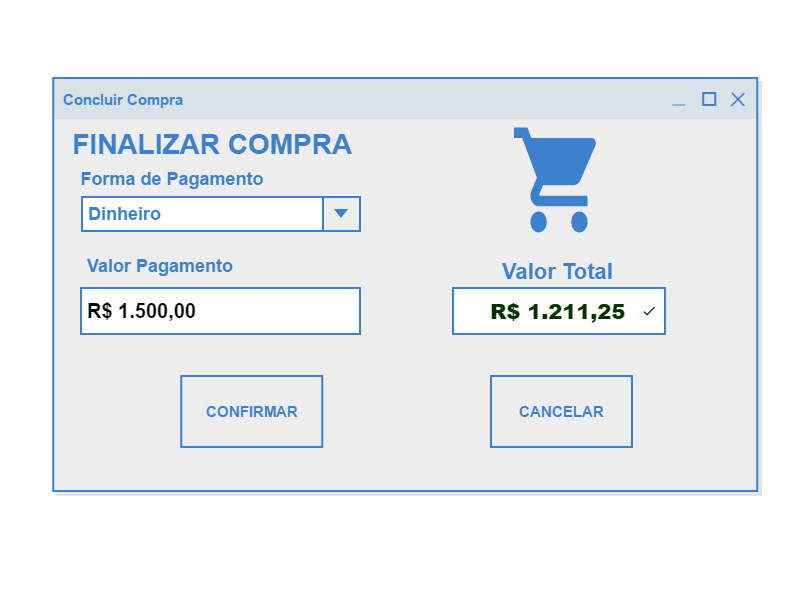 Concluir Compra
FINALIZAR COMPRA
Forma de Pagamento
Dinheiro
Valor Pagamento
R$ 1.500,00
Valor Total
R$ 1.211,25
CONFIRMAR
CANCELAR